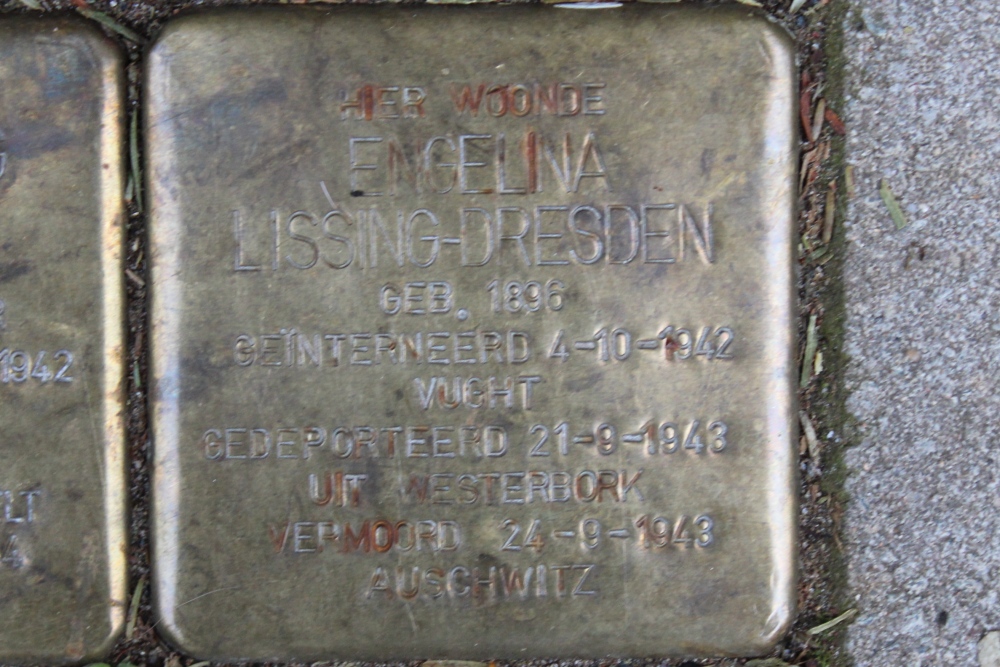 HIER WOONDE
ENGELINA
LISSING-DRESDEN
GEB. 1896
GEÏNTERNEERD 4-10-1942
VUGHT
GEDEPORTEERD 21-9-1943
UIT WESTERBORK
VERMOORD 24-9-1943
AUSCHWITZ
1942